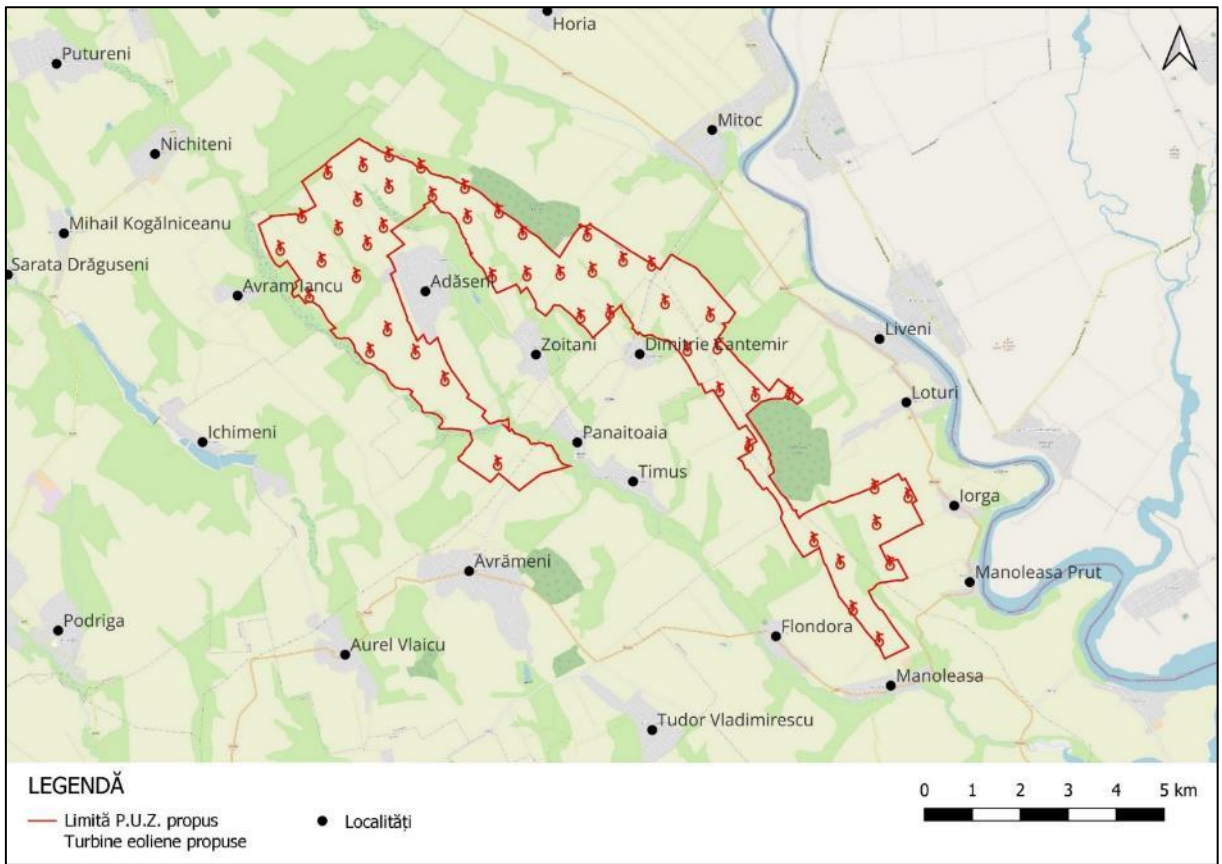 Horia
Putureni
Mitoc
Nichiteni
Mihail Kogălniceanu
Sarata Drăguseni
Avram Iancu
Adăseni
Liveni
Zoitani
Dimitrie Cantemir
Loturi
Ichimeni
Panaitoaia
Timus
Iorga
Avrămeni
Manoleasa Prut
Podriga
Flondora
Aurel Vlaicu
Manoleasa
Tudor Vladimirescu
LEGENDĂ
Limită P.U.Z. propus
Turbine eoliene propuse
Localități
0 1 2 3 4 5 km